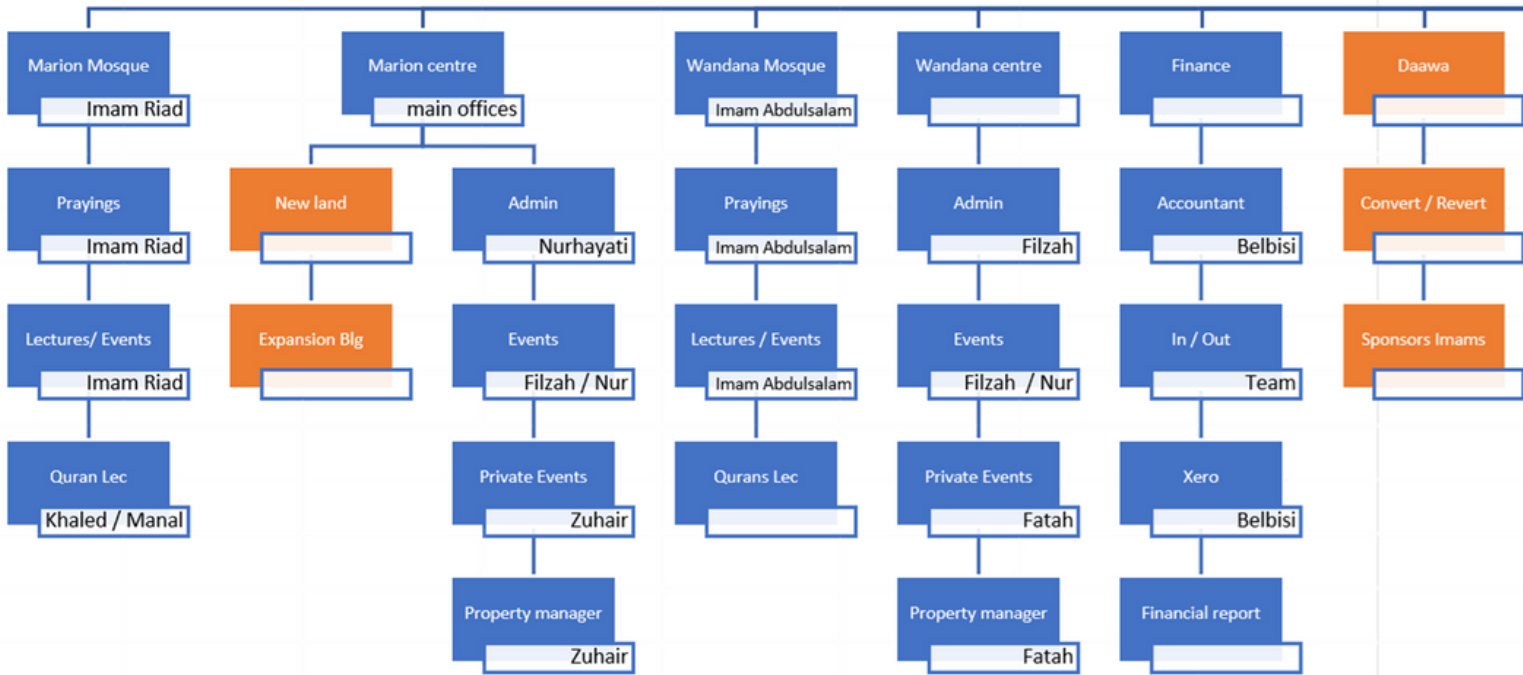 Marion Mosque
Imam Riad
Marion centre
main offices
Wandana Mosque
Imam Abdulsalam
Wandana centre
Finance
Daawa
Prayings
Imam Riad
New land
Admin
Nurhayati
Prayings
Imam Abdulsalam
Admin
Filzah
Accountant
Belbisi
Convert / Revert
Lectures/ Events
Imam Riad
Expansion Blg
Events
Filzah / Nur
Lectures / Events
Imam Abdulsalam
Events
Filzah / Nur
In / Out
Team
Sponsors Imams
Quran Lec
Khaled / Manal
Private Events
Zuhair
Qurans Lec
Private Events
Fatah
Xero
Belbisi
Property manager
Zuhair
Property manager
Fatah
Financial report